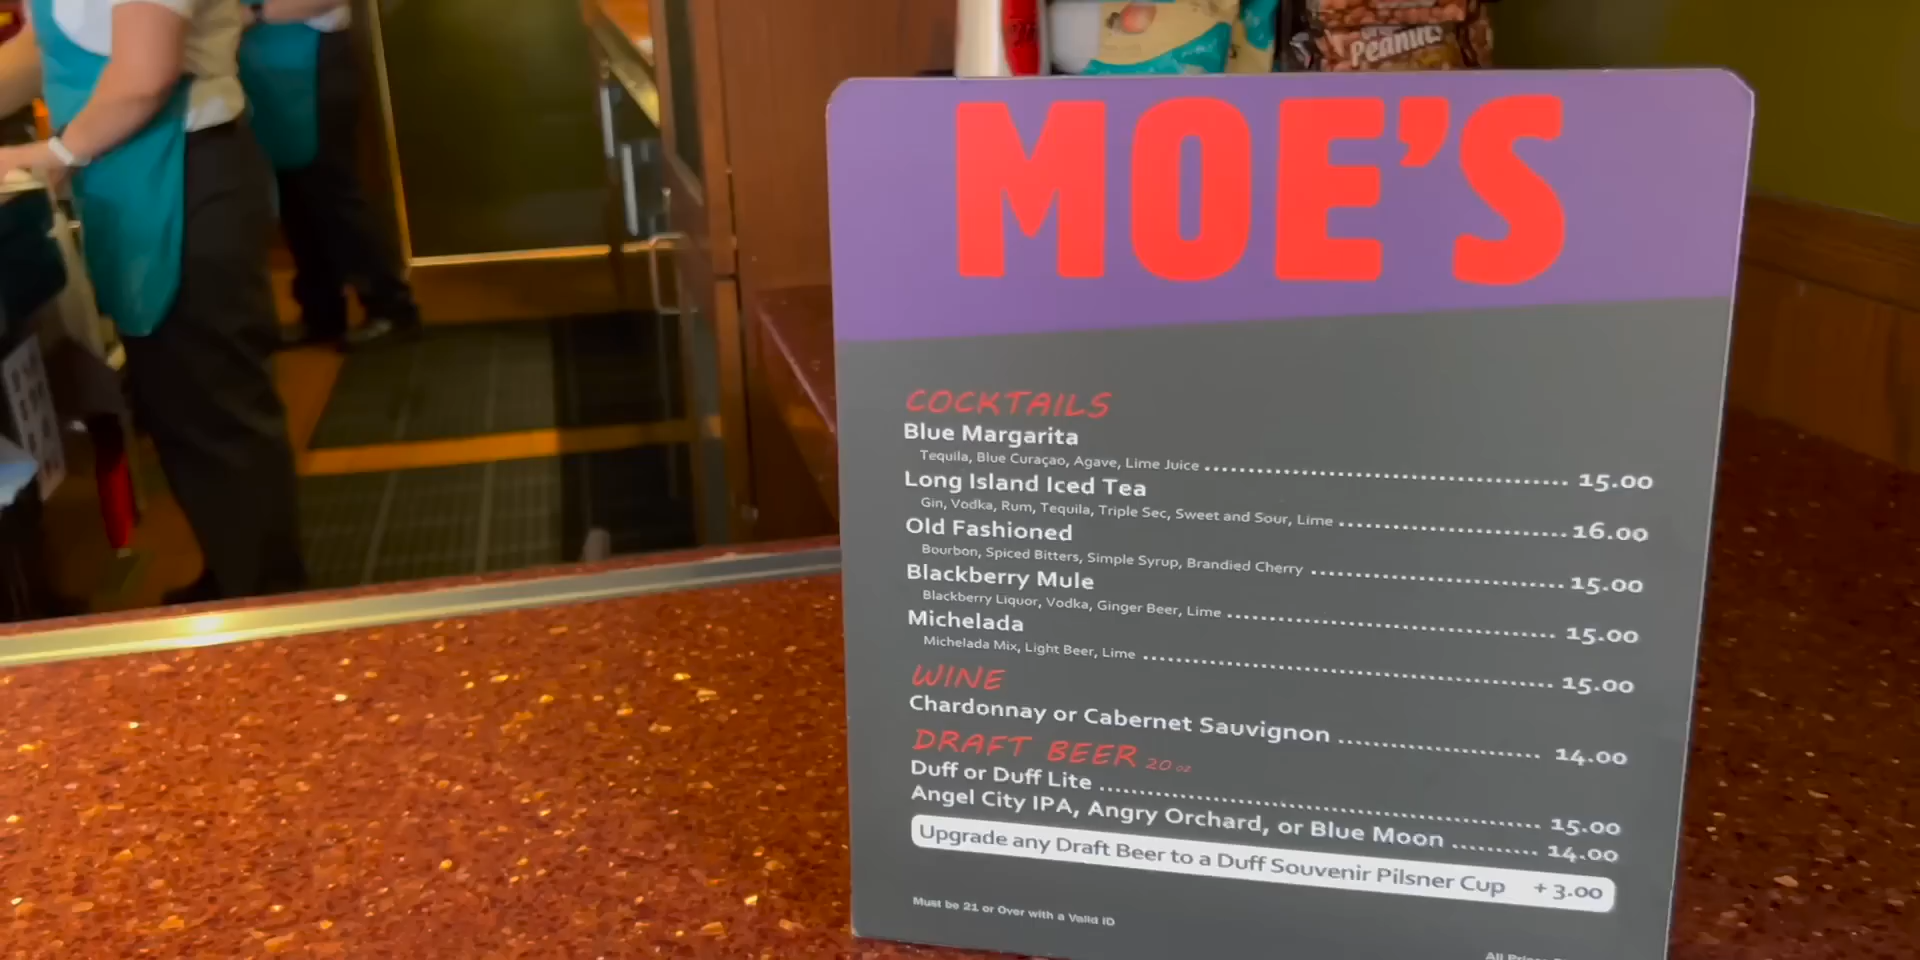 Peanuts
MOE'S
COCKTAILS
Blue Margarita
Tequila, Blue Curaçao, Agave, Lime Juice ........ 15.00
Long Island Iced Tea
Gin, Vodka, Rum, Tequila, Triple Sec, Sweet and Sour, Lime ........ 16.00
Old Fashioned
Bourbon, Spiced Bitters, Simple Syrup, Brandied Cherry ........ 15.00
Blackberry Mule
Blackberry Liquor, Vodka, Ginger Beer, Lime ........ 15.00
Michelada
Michelada Mix, Light Beer, Lime ........ 15.00
WINE
Chardonnay or Cabernet Sauvignon ........ 14.00
DRAFT BEER 20 oz
Duff or Duff Lite ........ 15.00
Angel City IPA, Angry Orchard, or Blue Moon ........ 14.00
Upgrade any Draft Beer to a Duff Souvenir Pilsner Cup +3.00
Must be 21 or Over with a Valid ID
All